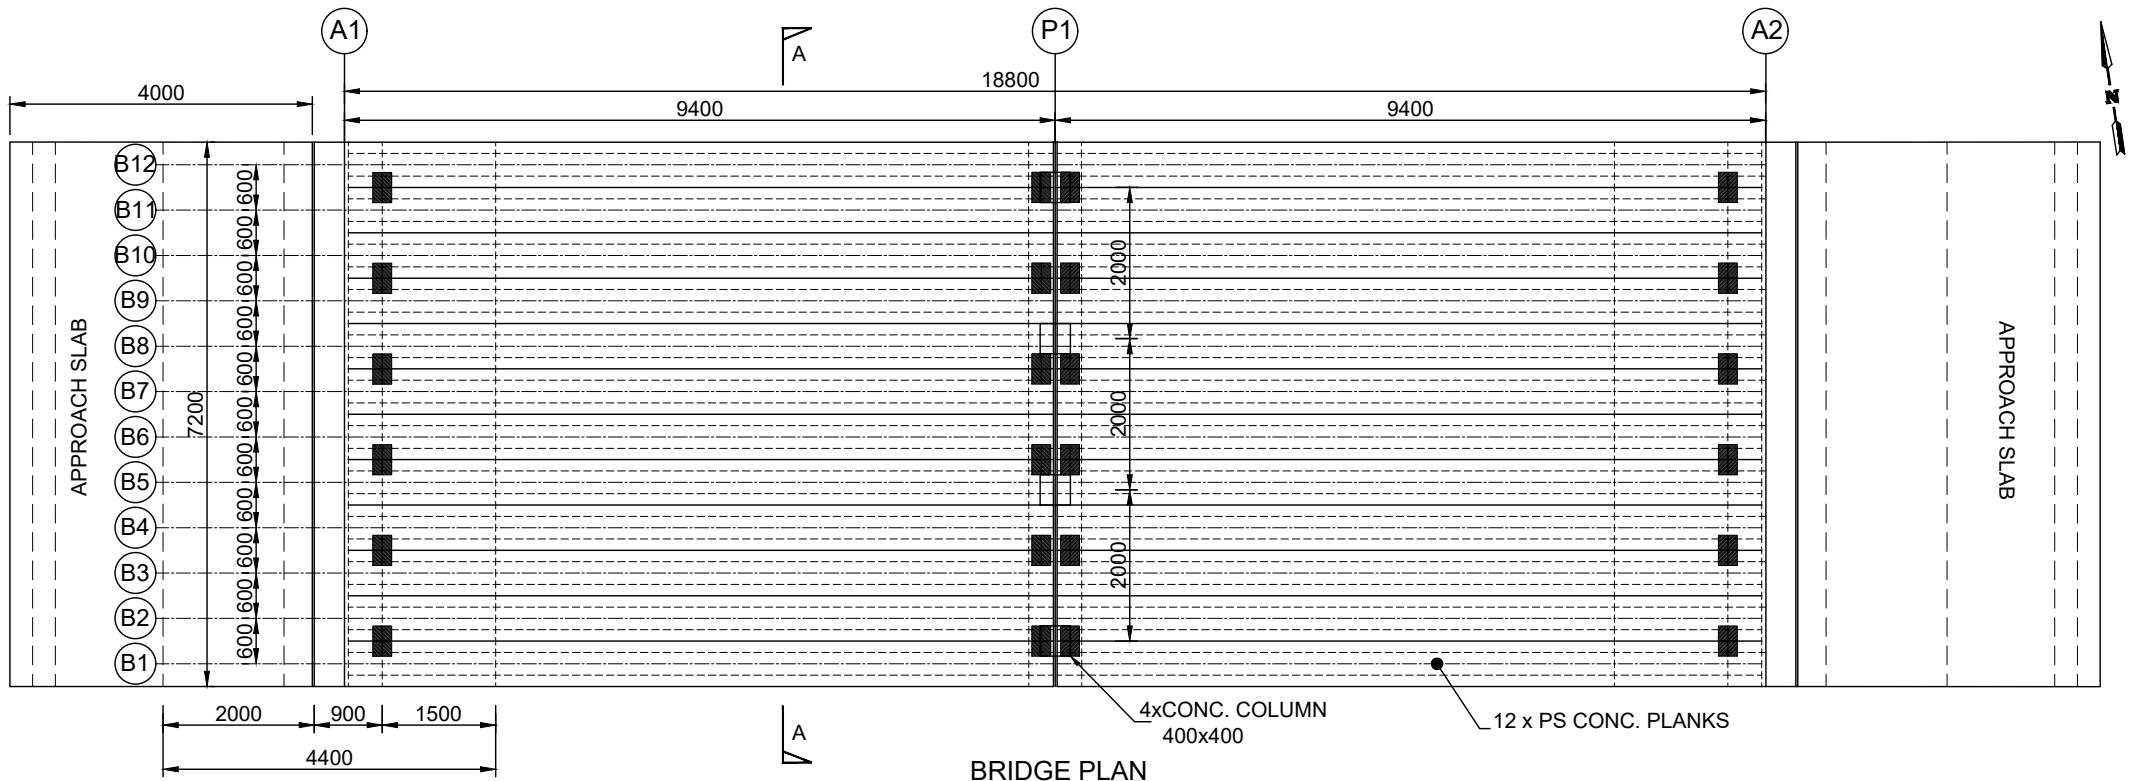 A1
P1
A2
A
N
18800
4000
9400
9400
B12
B11
B10
B9
B8
B7
B6
B5
B4
B3
B2
B1
600
600
600
600
600
600
600
600
600
600
600
7200
APPROACH SLAB
2000
2000
2000
APPROACH SLAB
2000
900
1500
4400
A
4xCONC. COLUMN
400x400
12 x PS CONC. PLANKS
BRIDGE PLAN